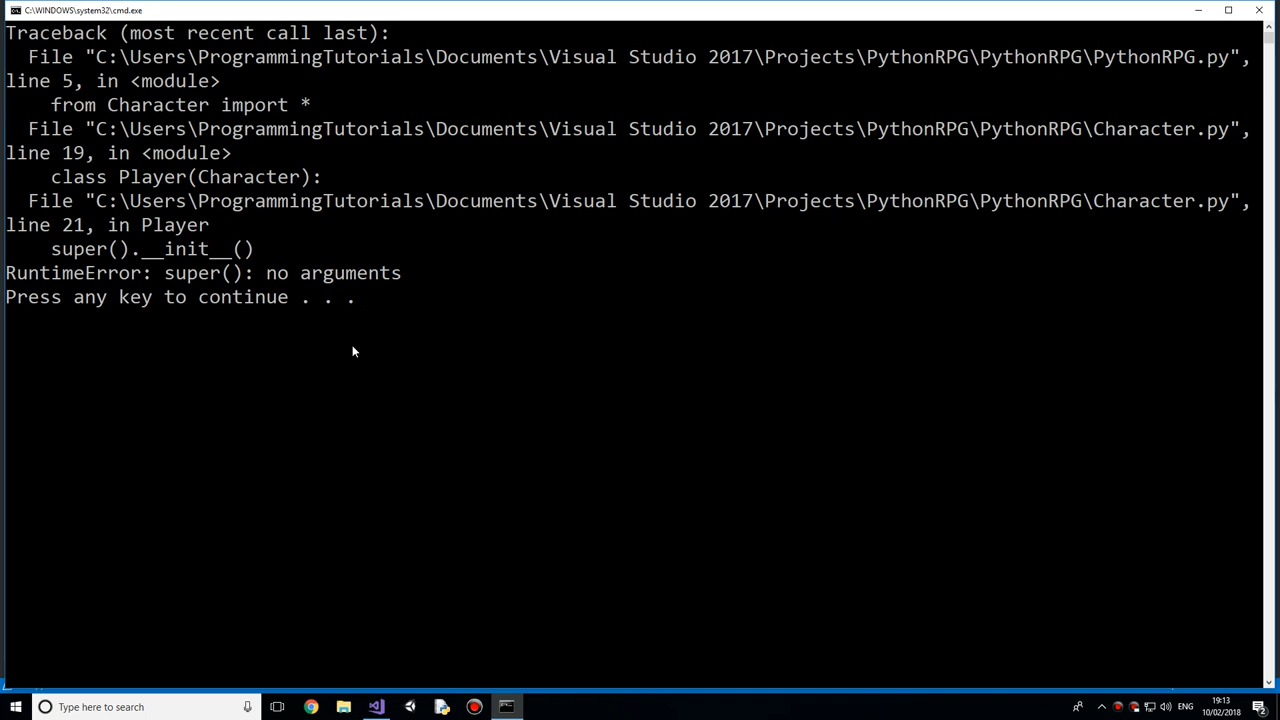 C:\WINDOWS\system32\cmd.exe
Traceback (most recent call last):
  File "C:\Users\ProgrammingTutorials\Documents\Visual Studio 2017\Projects\PythonRPG\PythonRPG\PythonRPG.py",
line 5, in <module>
    from Character import *
  File "C:\Users\ProgrammingTutorials\Documents\Visual Studio 2017\Projects\PythonRPG\PythonRPG\Character.py",
line 19, in <module>
    class Player(Character):
  File "C:\Users\ProgrammingTutorials\Documents\Visual Studio 2017\Projects\PythonRPG\PythonRPG\Character.py",
line 21, in Player
    super().__init__()
RuntimeError: super(): no arguments
Press any key to continue . . .
Type here to search
ENG
19:13
10/02/2018
2